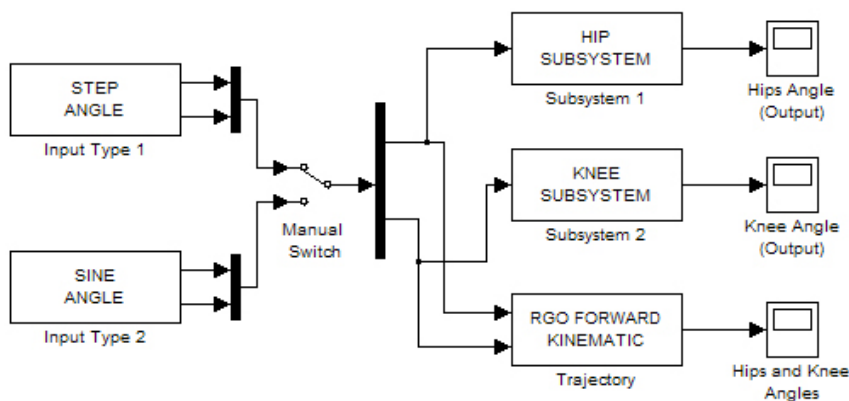 STEP
ANGLE
Input Type 1
SINE
ANGLE
Input Type 2
Manual
Switch
HIP
SUBSYSTEM
Subsystem 1
Hips Angle
(Output)
KNEE
SUBSYSTEM
Subsystem 2
Knee Angle
(Output)
RGO FORWARD
KINEMATIC
Trajectory
Hips and Knee
Angles